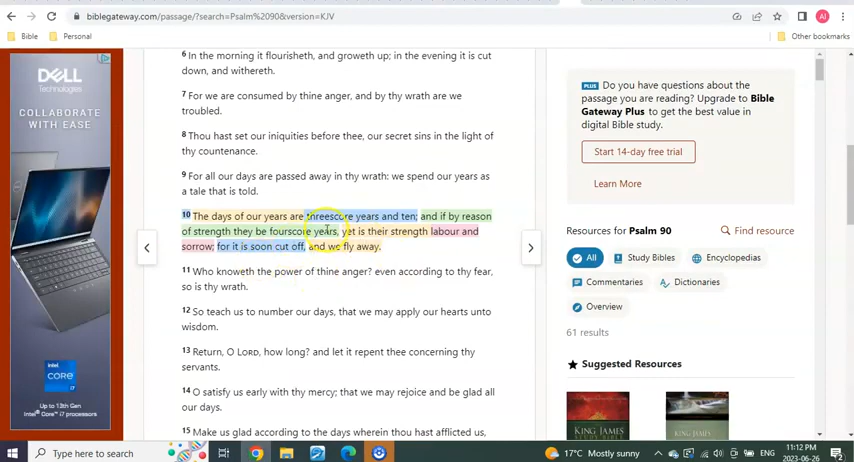 biblegateway.com/passage/?search=Psalm%2090&version=KJV
AI
Bible
Personal
Other bookmarks
DELL
Technologies
COLLABORATE
WITH EASE
intel
CORE
i7
Up to 13th Gen
Intel® Core™ i7 processors
6 In the morning it flourisheth, and groweth up; in the evening it is cut
down, and withereth.
7 For we are consumed by thine anger, and by thy wrath are we
troubled.
8 Thou hast set our iniquities before thee, our secret sins in the light of
thy countenance.
9 For all our days are passed away in thy wrath: we spend our years as
a tale that is told.
10 The days of our years are threescore years and ten; and if by reason
of strength they be fourscore years, yet is their strength labour and
sorrow; for it is soon cut off, and we fly away.
11 Who knoweth the power of thine anger? even according to thy fear,
so is thy wrath.
12 So teach us to number our days, that we may apply our hearts unto
wisdom.
13 Return, O LORD, how long? and let it repent thee concerning thy
servants.
14 O satisfy us early with thy mercy; that we may rejoice and be glad all
our days.
15 Make us glad according to the days wherein thou hast afflicted us,
PLUS Do you have questions about the
passage you are reading? Upgrade to Bible
Gateway Plus to get the best value in
digital Bible study.
Start 14-day free trial
Learn More
Resources for Psalm 90
Find resource
All
Study Bibles
Encyclopedias
Commentaries
Dictionaries
Overview
61 results
Suggested Resources
KING JAMES
KING JAMES
Type here to search
17°C Mostly sunny
ENG
11:12 PM
2023-06-26
2